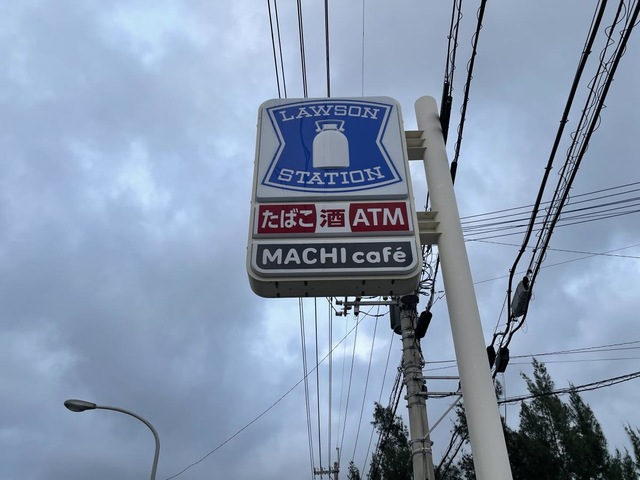 LAWSON
STATION
たばこ 酒 ATM
MACHI café